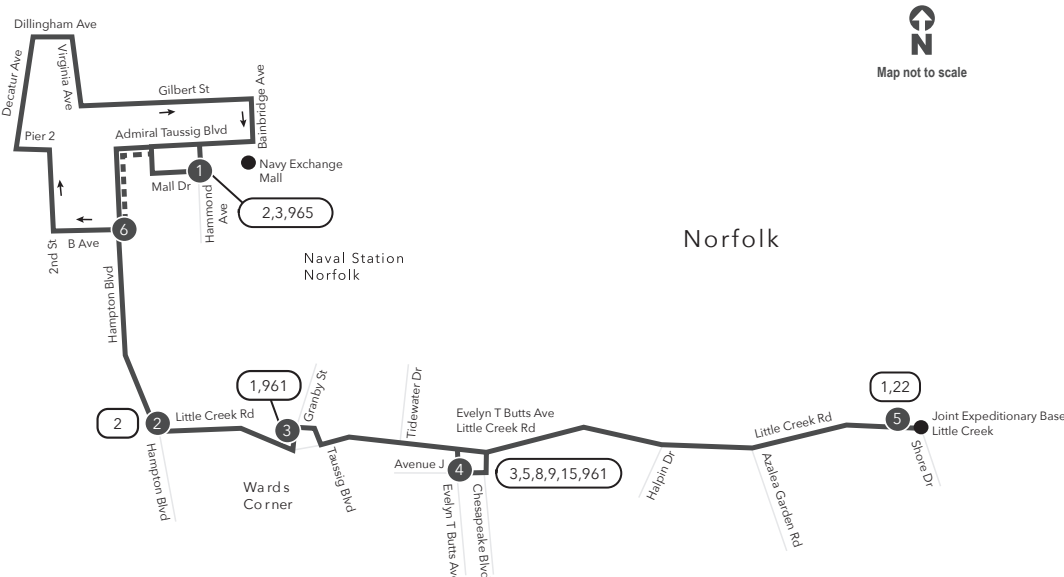 Dillingham Ave
Decatur Ave
Virginia Ave
Gilbert St
Bainbridge Ave
N
Map not to scale
Pier 2
Admiral Taussig Blvd
Navy Exchange
Mall
1
Mall Dr
Hammond
Ave
2,3,965
6
B Ave
2nd St
Naval Station
Norfolk
Norfolk
Hampton Blvd
1,961
Granby St
Tidewater Dr
1,22
2
2
Little Creek Rd
3
Evelyn T Butts Ave
Little Creek Rd
Little Creek Rd
5
Joint Expeditionary Base
Little Creek
Hampton Blvd
Wards
Corner
Taussig Blvd
Avenue J
4
3,5,8,9,15,961
Evelyn T Butts Ave
Chesapeake Blvd
Halpin Dr
Azalea Garden Rd
Shore Dr